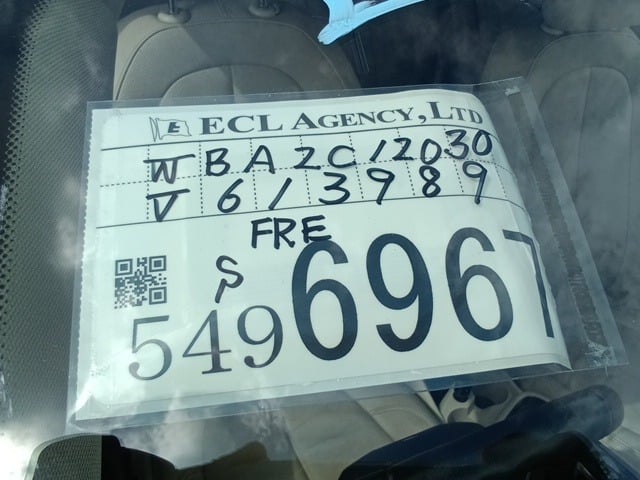 E ECL AGENCY, LTD
WBA2C12030
V613989
FRE
S
5496967